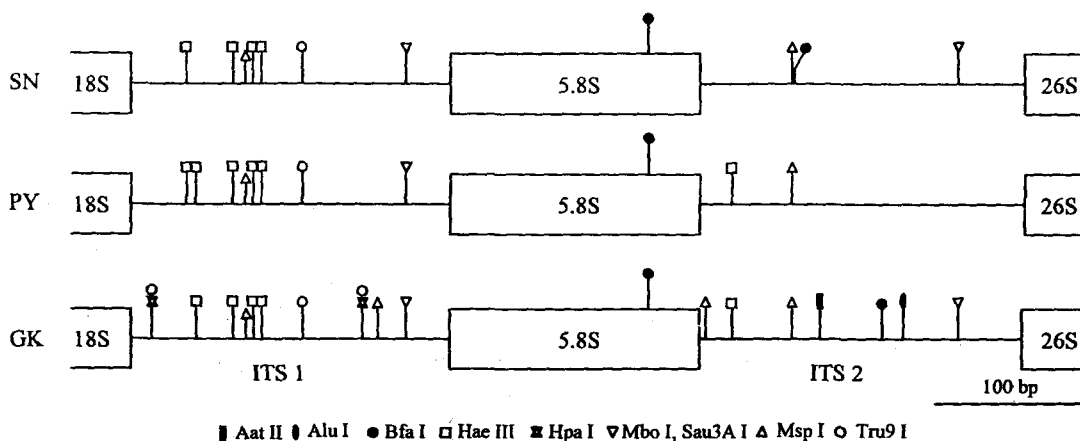 SN 18S 5.8S 26S
PY 18S 5.8S 26S
GK 18S 5.8S 26S
ITS 1 ITS 2
100 bp
Aat II Alu I Bfa I Hae III Hpa I Mbo I, Sau3A I Msp I Tru9 I